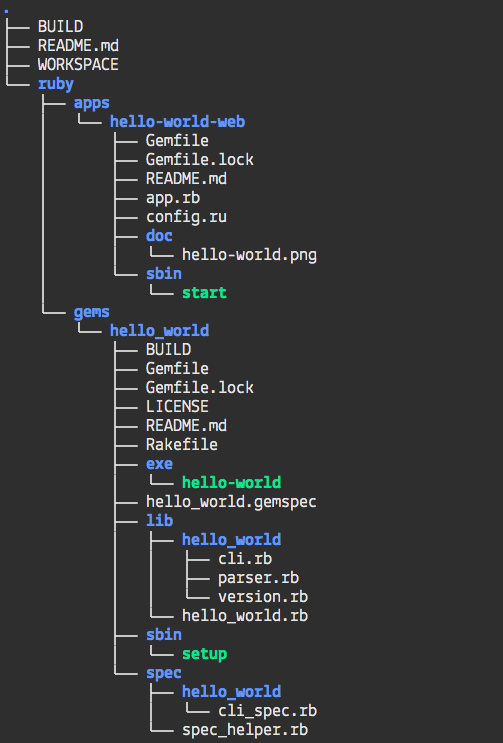 .
├── BUILD
├── README.md
├── WORKSPACE
└── ruby
    ├── apps
    │   └── hello-world-web
    │       ├── Gemfile
    │       ├── Gemfile.lock
    │       ├── README.md
    │       ├── app.rb
    │       ├── config.ru
    │       ├── doc
    │       │   └── hello-world.png
    │       └── sbin
    │           └── start
    └── gems
        └── hello_world
            ├── BUILD
            ├── Gemfile
            ├── Gemfile.lock
            ├── LICENSE
            ├── README.md
            ├── Rakefile
            ├── exe
            │   └── hello-world
            ├── hello_world.gemspec
            ├── lib
            │   ├── hello_world
            │   │   ├── cli.rb
            │   │   ├── parser.rb
            │   │   └── version.rb
            │   └── hello_world.rb
            ├── sbin
            │   └── setup
            └── spec
                ├── hello_world
                │   └── cli_spec.rb
                └── spec_helper.rb